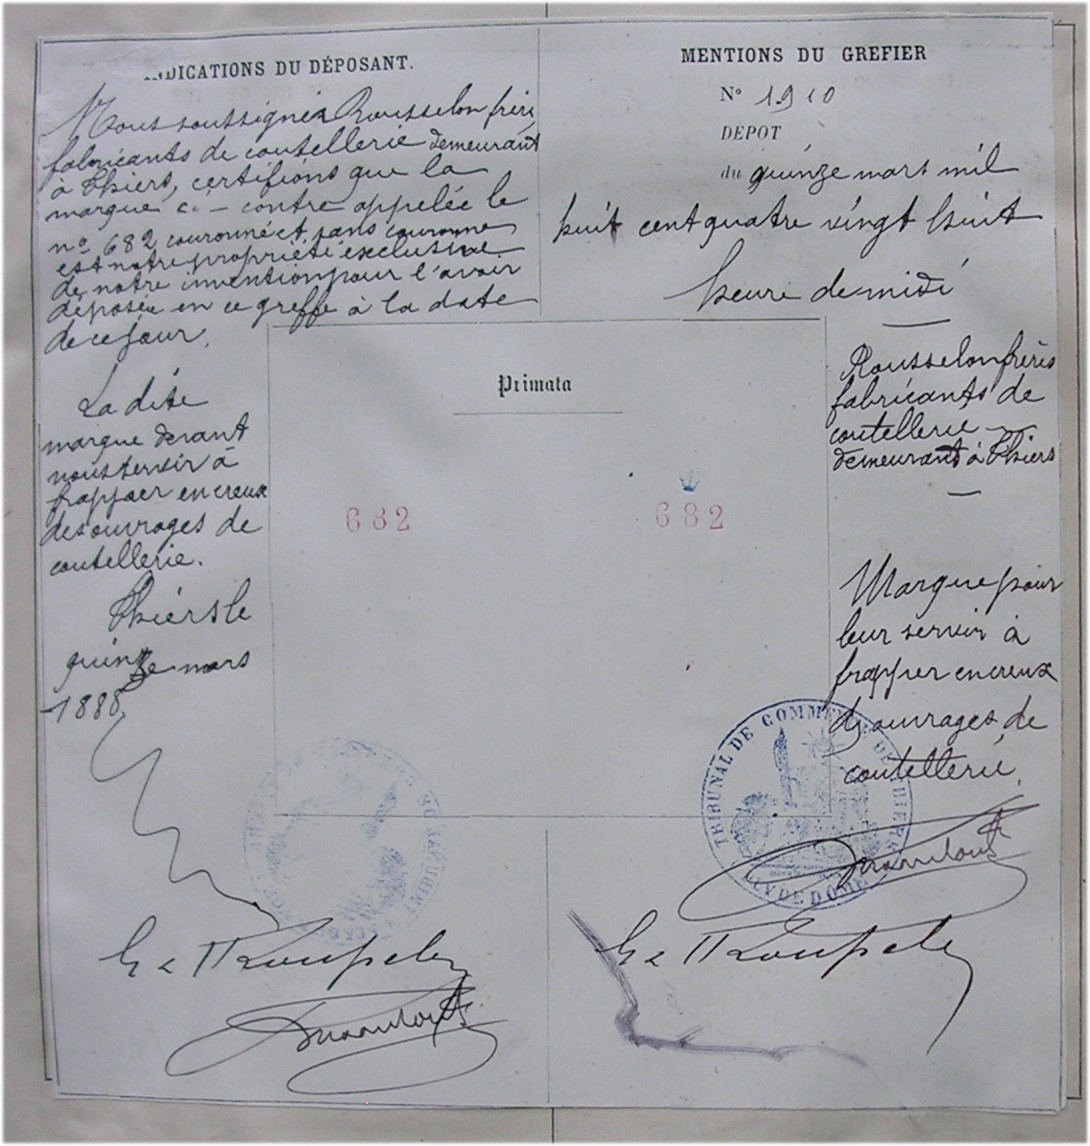 INDICATIONS DU DÉPOSANT.
Nous soussignés Rousselon frères
fabricants de coutellerie demeurant
à Thiers, certifions que la
marque ci-contre appelée le
n° 682 couronné et sans couronne
est notre propriété exclusive
de notre invention pour l'avoir
déposée en ce greffe à la date
de ce jour.
La dite
marque devant
nous servir à
frapper en creux
des ouvrages de
coutellerie.
Thiers le
quinze mars
1888
MENTIONS DU GREFIER
N° 1910
DÉPOT
du quinze mars mil
huit cent quatre vingt huit
heure de midi
Rousselon frères
fabricants de
coutellerie
demeurant à Thiers
Marque pour
leur servir à
frapper en creux
des ouvrages de
coutellerie.
Primata
682
682
TRIBUNAL DE COMMERCE DE THIERS
PUY DE DOME